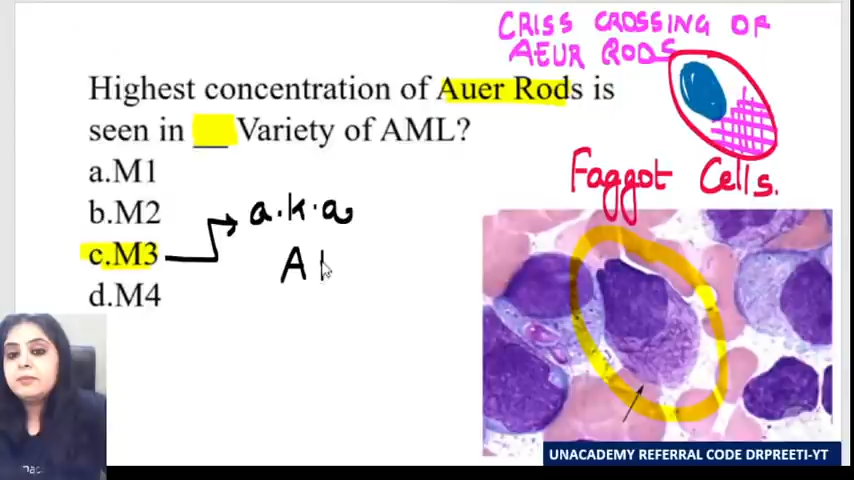 CRISS CROSSING OF
AEUR RODS
Highest concentration of Auer Rods is
seen in __ Variety of AML?
a.M1
b.M2
c.M3
d.M4
a.k.a
A
Faggot Cells.
UNACADEMY REFERRAL CODE DRPREETI-YT